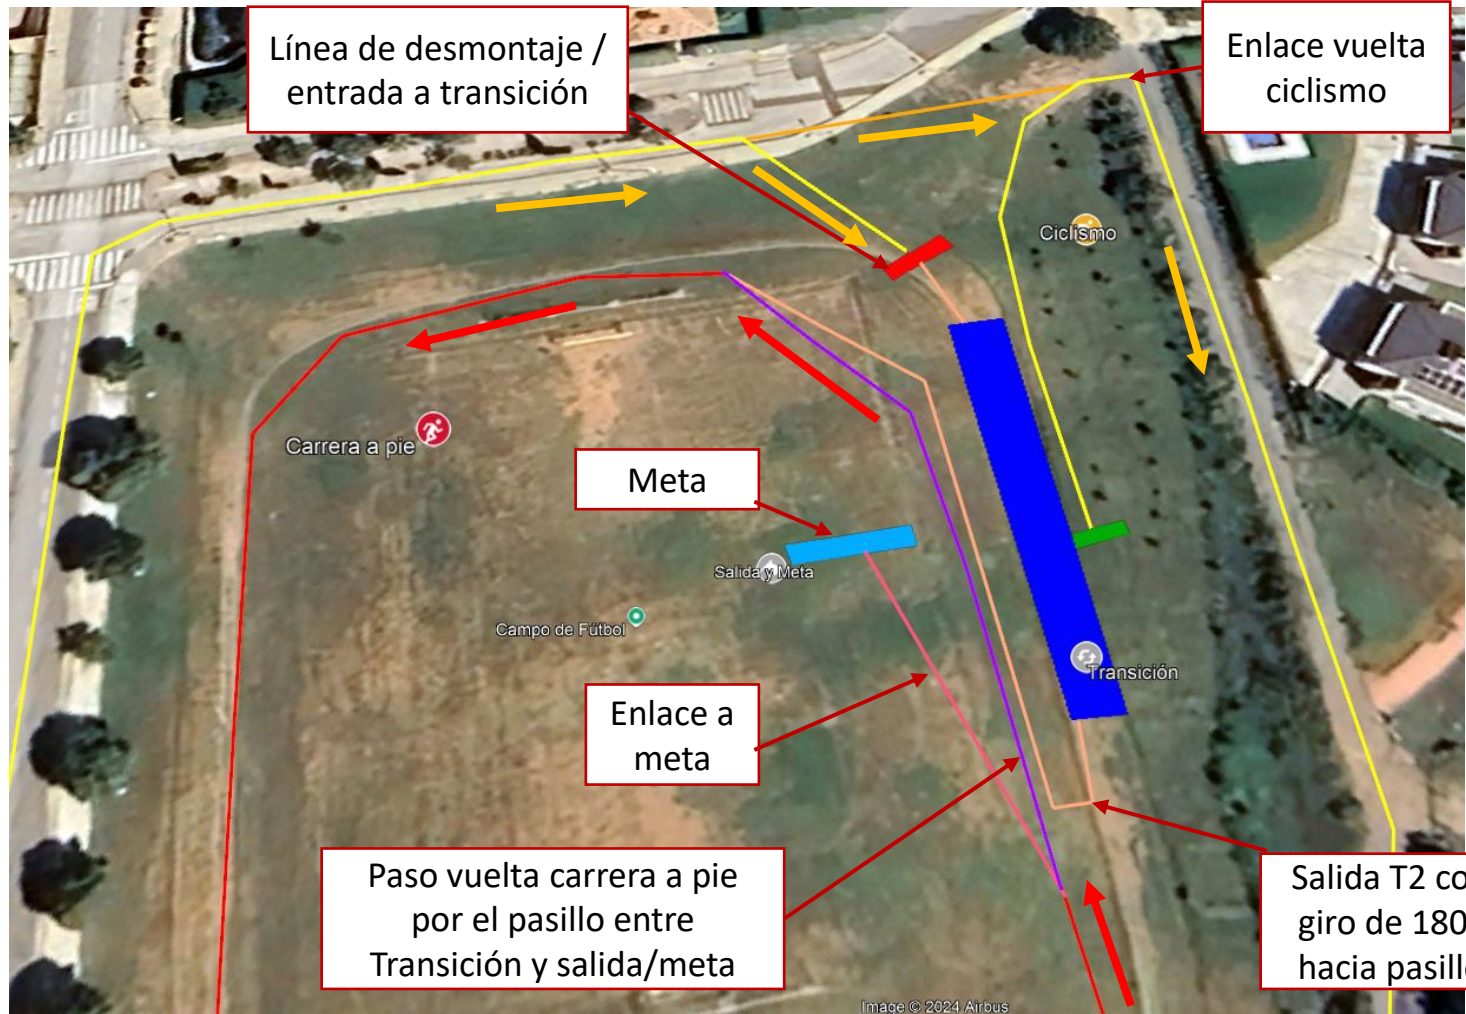 Línea de desmontaje /
entrada a transición
Enlace vuelta
ciclismo
Ciclismo
Carrera a pie
Meta
Salida y Meta
Campo de Fútbol
Transición
Enlace a
meta
Paso vuelta carrera a pie
por el pasillo entre
Transición y salida/meta
Salida T2 co
giro de 180
hacia pasill
Image © 2024 Airbus